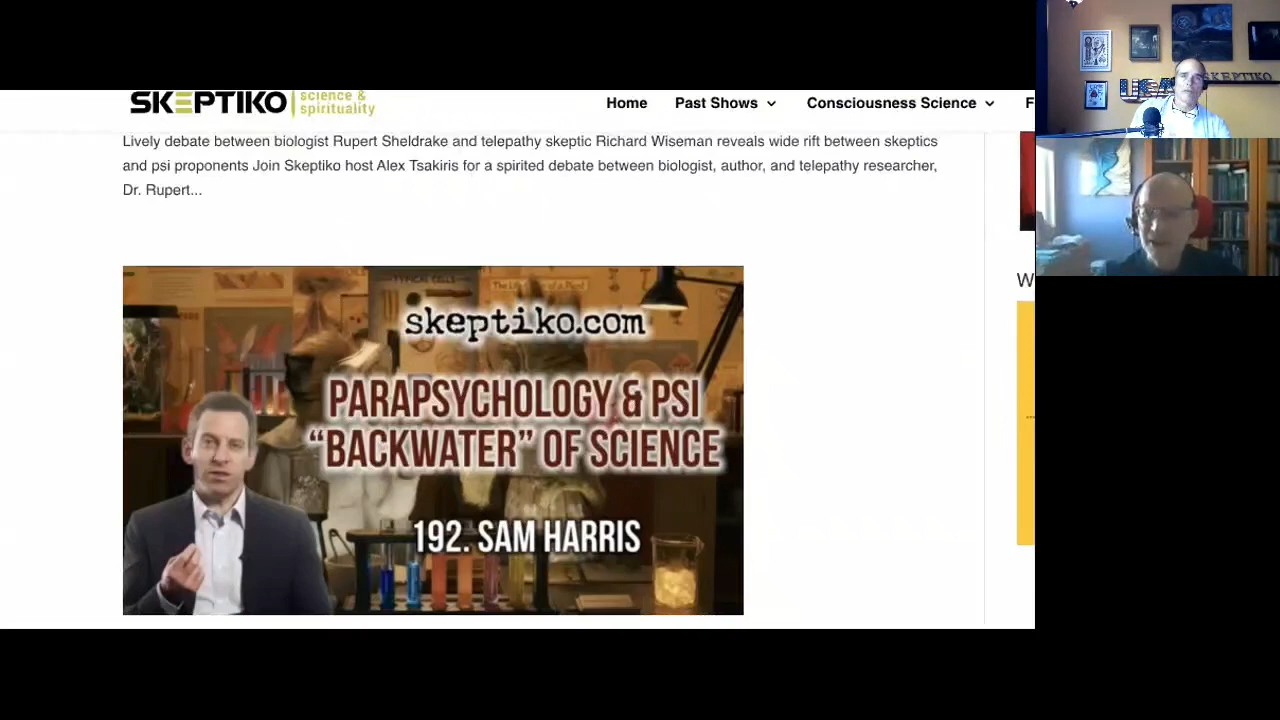 SKEPTIKO
science &
spirituality
Home
Past Shows
Consciousness Science
F
Lively debate between biologist Rupert Sheldrake and telepathy skeptic Richard Wiseman reveals wide rift between skeptics
and psi proponents Join Skeptiko host Alex Tsakiris for a spirited debate between biologist, author, and telepathy researcher,
Dr. Rupert...
skeptiko.com
PARAPSYCHOLOGY & PSI
“BACKWATER” OF SCIENCE
192. SAM HARRIS
W
SKEPTIKO